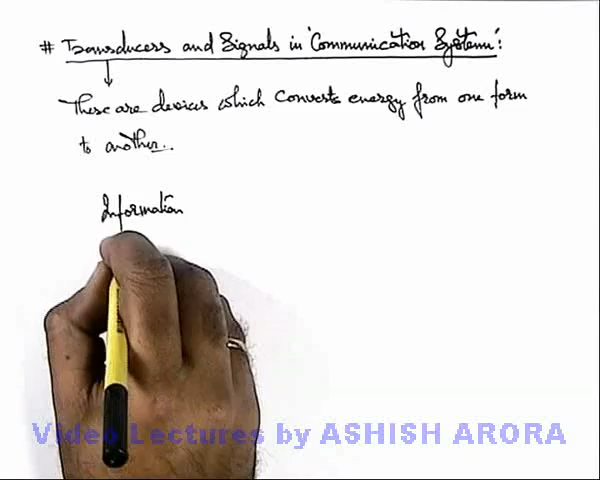 # Transducers and Signals in 'Communication System':
These are devices which converts energy from one form
to another..
Information
Video Lectures by ASHISH ARORA